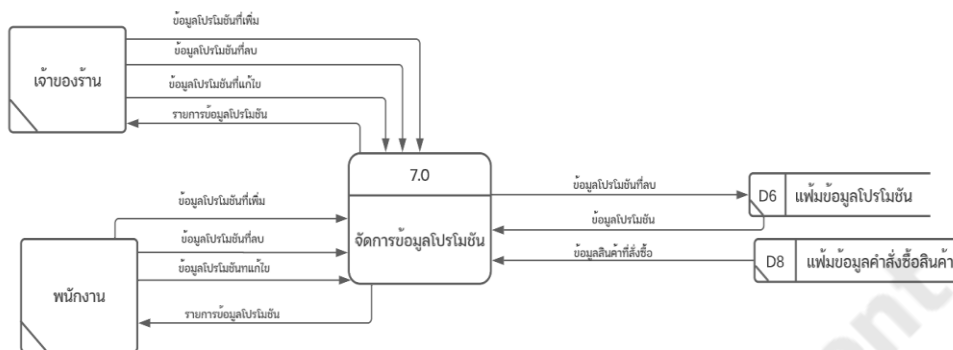 ข้อมูลโปรโมชันที่เพิ่ม
ข้อมูลโปรโมชันที่ลบ
เจ้าของร้าน
ข้อมูลโปรโมชันที่แก้ไข
รายการข้อมูลโปรโมชัน
7.0
จัดการข้อมูลโปรโมชัน
ข้อมูลโปรโมชันที่ลบ
D6 แฟ้มข้อมูลโปรโมชัน
ข้อมูลโปรโมชัน
ข้อมูลสินค้าที่สั่งซื้อ
D8 แฟ้มข้อมูลคำสั่งซื้อสินค้า
ข้อมูลโปรโมชันที่เพิ่ม
ข้อมูลโปรโมชันที่ลบ
ข้อมูลโปรโมชันทแก้ไข
พนักงาน
รายการข้อมูลโปรโมชัน